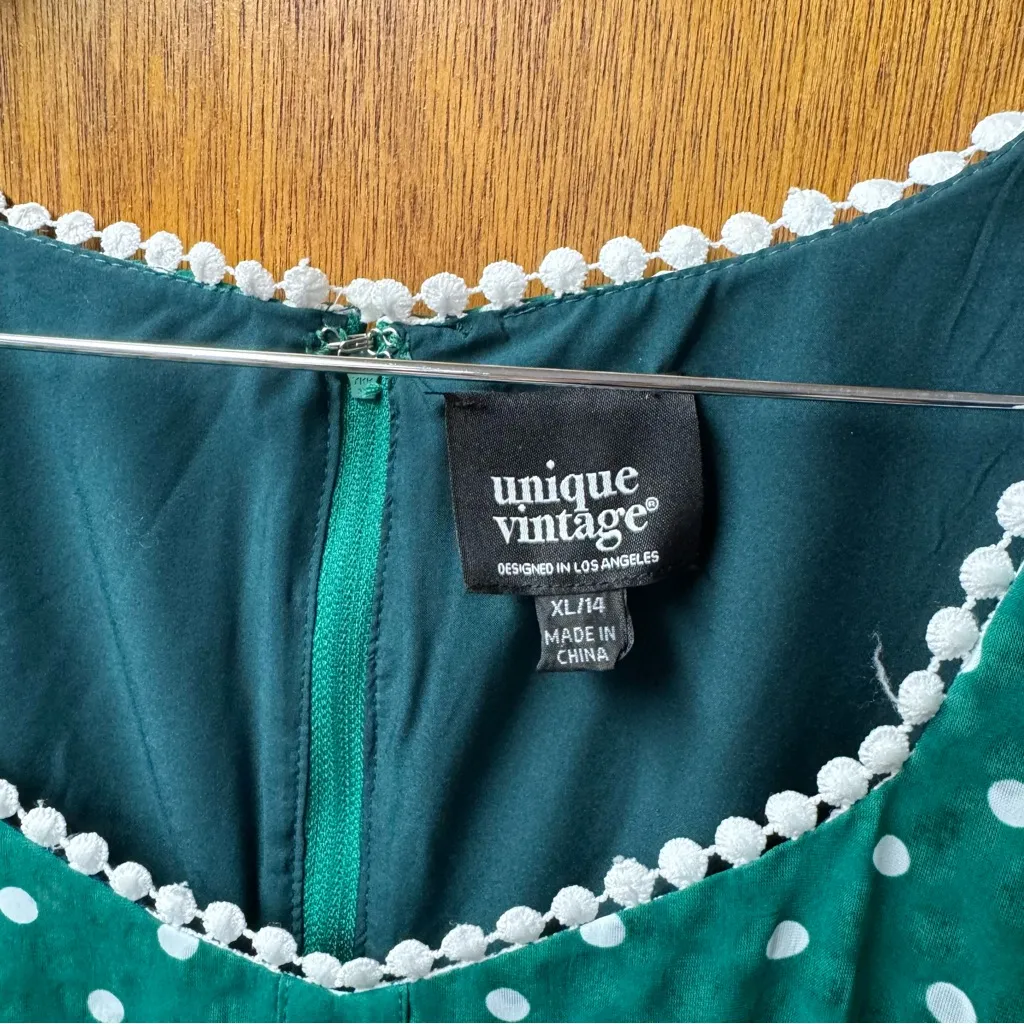 unique
vintage®
DESIGNED IN LOS ANGELES
XL/14
MADE IN
CHINA